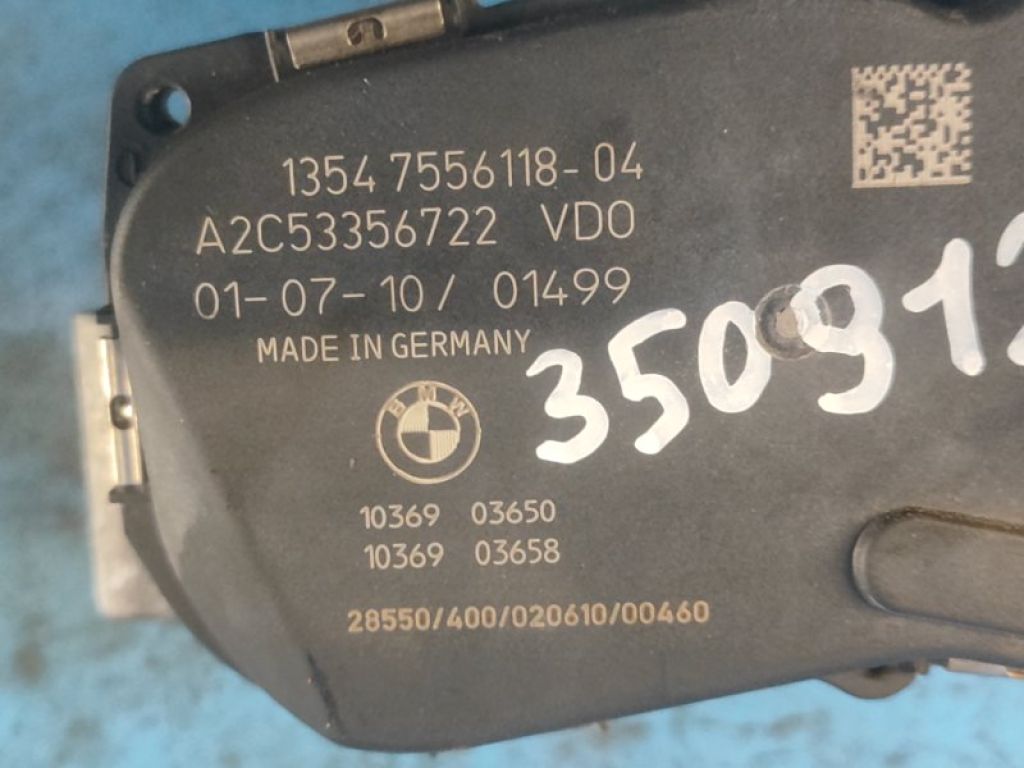 1354 7556118-04
A2C53356722 VDO
01-07-10/ 01499
MADE IN GERMANY
350912
BMW
10369 03650
10369 03658
28550/400/020610/00460